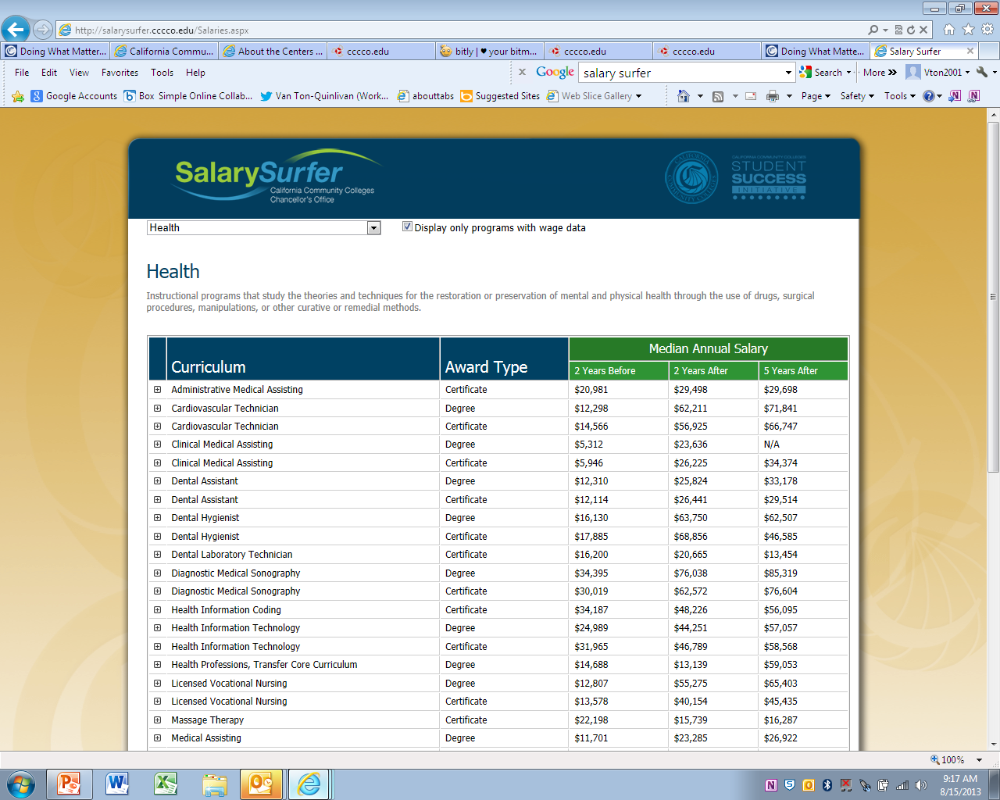 http://salarysurfer.cccco.edu/Salaries.aspx
Doing What Matter... California Commu... About the Centers ... cccco.edu bitly | ♥ your bitm... cccco.edu cccco.edu Doing What Matte... Salary Surfer
File Edit View Favorites Tools Help x Google salary surfer Search More » Vton2001
Google Accounts Box Simple Online Collab... Van Ton-Quinlivan (Work... abouttabs Suggested Sites Web Slice Gallery Page Safety Tools
SalarySurfer
California Community Colleges
Chancellor's Office
CALIFORNIA COMMUNITY COLLEGES
STUDENT
SUCCESS
INITIATIVE
Health Display only programs with wage data
Health
Instructional programs that study the theories and techniques for the restoration or preservation of mental and physical health through the use of drugs, surgical
procedures, manipulations, or other curative or remedial methods.
Median Annual Salary
Curriculum Award Type 2 Years Before 2 Years After 5 Years After
Administrative Medical Assisting Certificate $20,981 $29,498 $29,698
Cardiovascular Technician Degree $12,298 $62,211 $71,841
Cardiovascular Technician Certificate $14,566 $56,925 $66,747
Clinical Medical Assisting Degree $5,312 $23,636 N/A
Clinical Medical Assisting Certificate $5,946 $26,225 $34,374
Dental Assistant Degree $12,310 $25,824 $33,178
Dental Assistant Certificate $12,114 $26,441 $29,514
Dental Hygienist Degree $16,130 $63,750 $62,507
Dental Hygienist Certificate $17,885 $68,856 $46,585
Dental Laboratory Technician Certificate $16,200 $20,665 $13,454
Diagnostic Medical Sonography Degree $34,395 $76,038 $85,319
Diagnostic Medical Sonography Certificate $30,019 $62,572 $76,604
Health Information Coding Certificate $34,187 $48,226 $56,095
Health Information Technology Degree $24,989 $44,251 $57,057
Health Information Technology Certificate $31,965 $46,789 $58,568
Health Professions, Transfer Core Curriculum Degree $14,688 $13,139 $59,053
Licensed Vocational Nursing Degree $12,807 $55,275 $65,403
Licensed Vocational Nursing Certificate $13,578 $40,154 $45,435
Massage Therapy Certificate $22,198 $15,739 $16,287
Medical Assisting Degree $11,701 $23,285 $26,922
100%
9:17 AM
8/15/2013